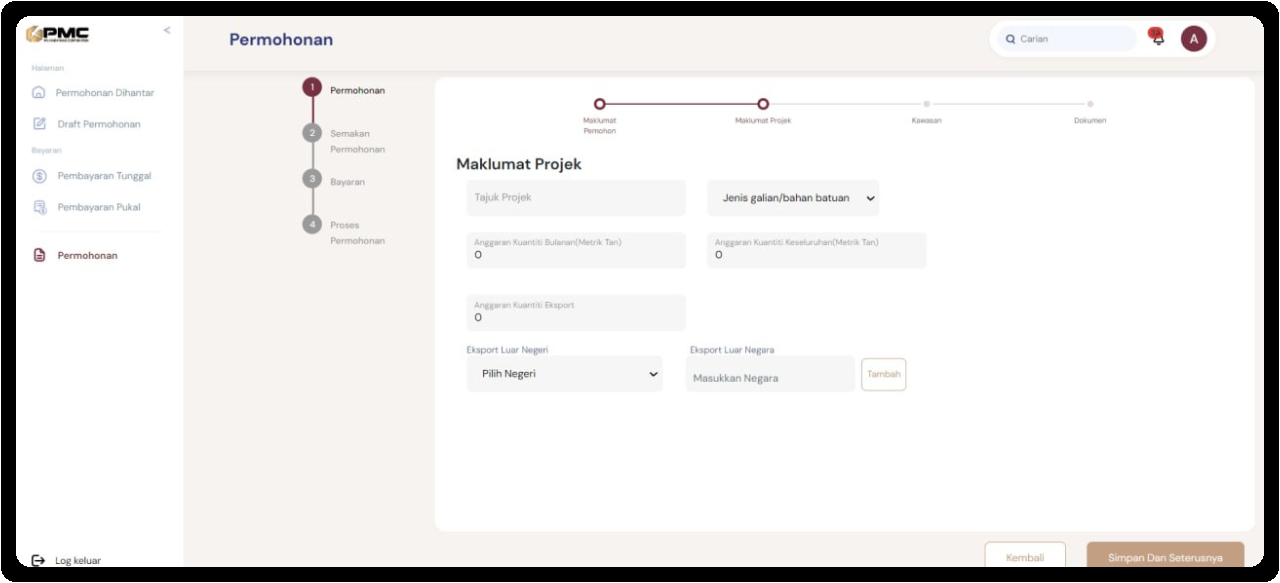 PMC
<
Permohonan
Carian
A
Halaman
Permohonan Dihantar
Draft Permohonan
Bayaran
Pembayaran Tunggal
Pembayaran Pukal
Permohonan
Log keluar
1
Permohonan
2
Semakan
Permohonan
3
Bayaran
4
Proses
Permohonan
Maklumat
Pemohon
Maklumat Projek
Kawasan
Dokumen
Maklumat Projek
Tajuk Projek
Jenis galian/bahan batuan
Anggaran Kuantiti Bulanan(Metrik Tan)
0
Anggaran Kuantiti Keseluruhan(Metrik Tan)
0
Anggaran Kuantiti Eksport
0
Eksport Luar Negeri
Pilih Negeri
Eksport Luar Negara
Masukkan Negara
Tambah
Kembali
Simpan Dan Seterusnya